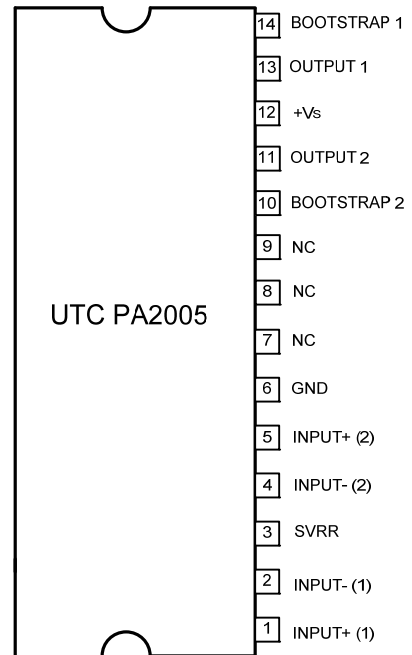 14 BOOTSTRAP 1
13 OUTPUT 1
12 +Vs
11 OUTPUT 2
10 BOOTSTRAP 2
9 NC
8 NC
UTC PA2005
7 NC
6 GND
5 INPUT+ (2)
4 INPUT- (2)
3 SVRR
2 INPUT- (1)
1 INPUT+ (1)